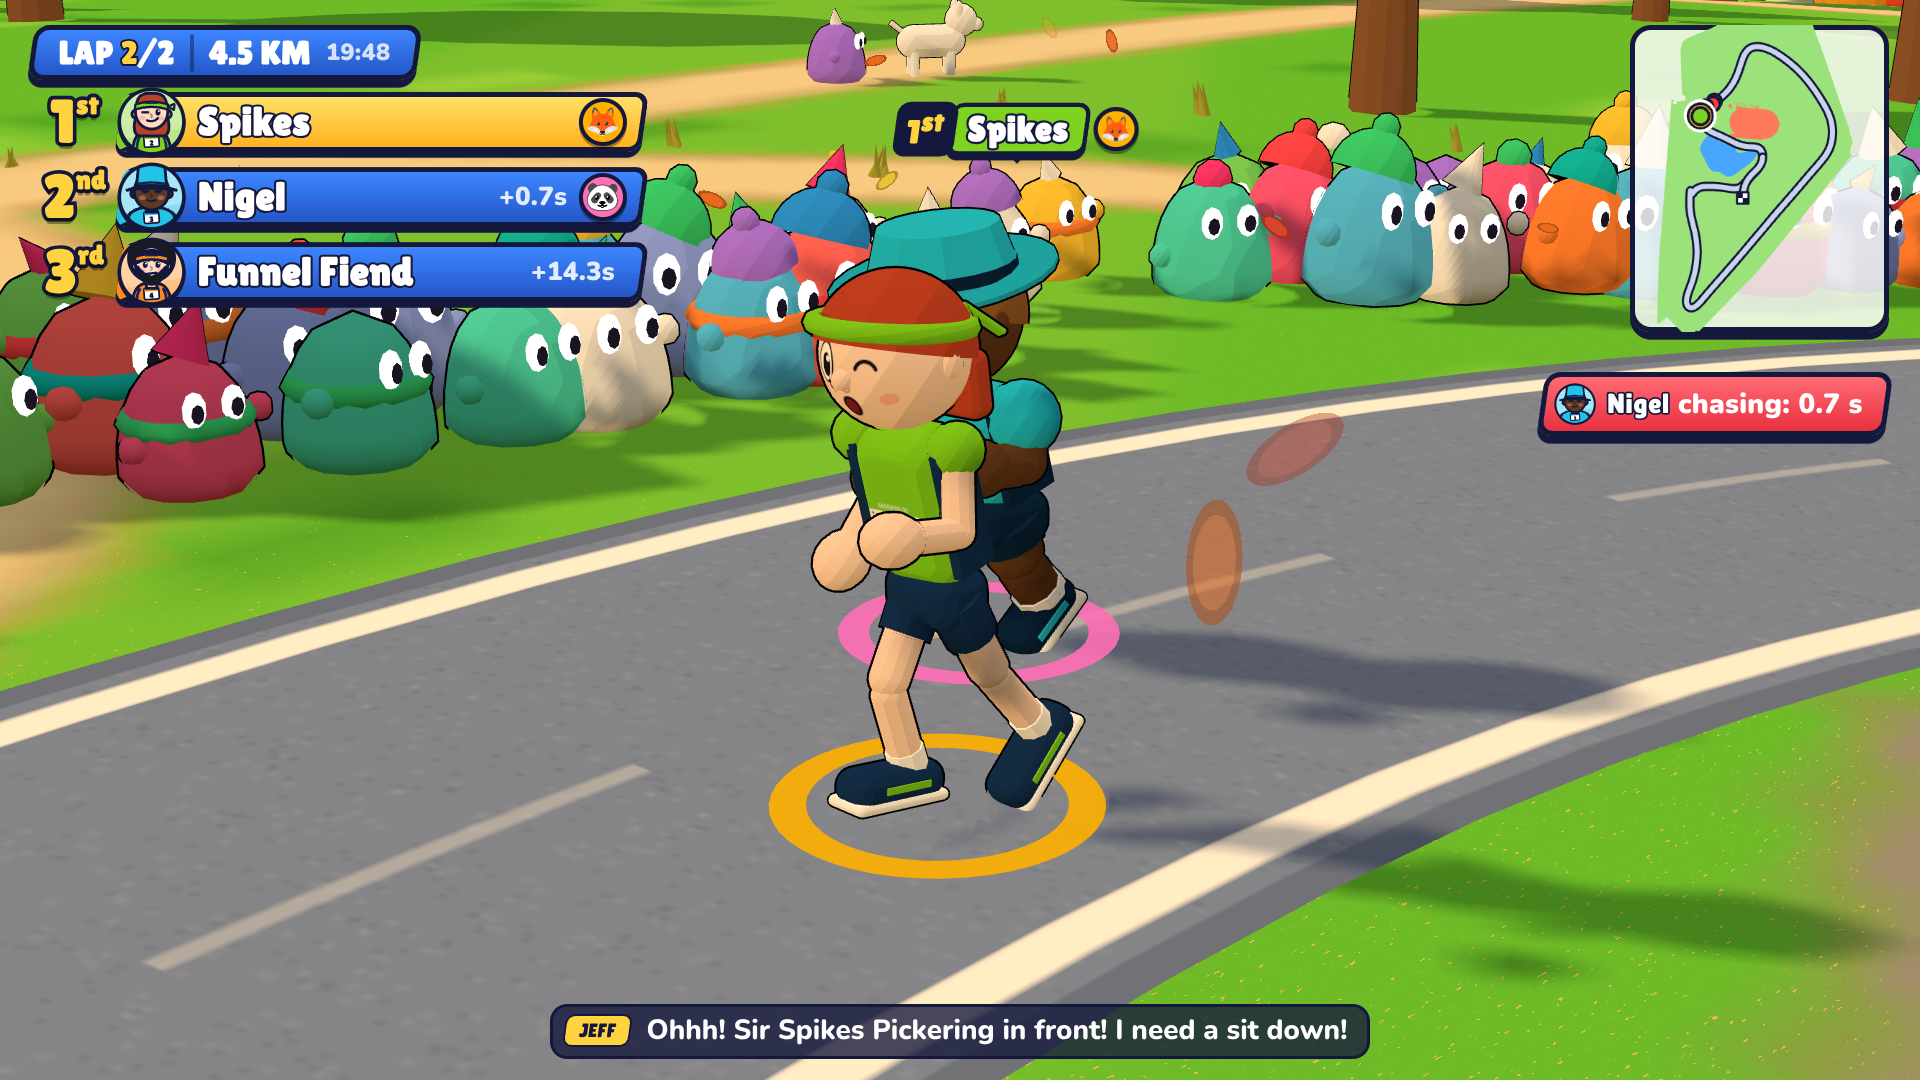 LAP 2/2 4.5 KM 19:48
1st Spikes
2nd Nigel +0.7s
3rd Funnel Fiend +14.3s
1st Spikes
Nigel chasing: 0.7 s
JEFF Ohhh! Sir Spikes Pickering in front! I need a sit down!